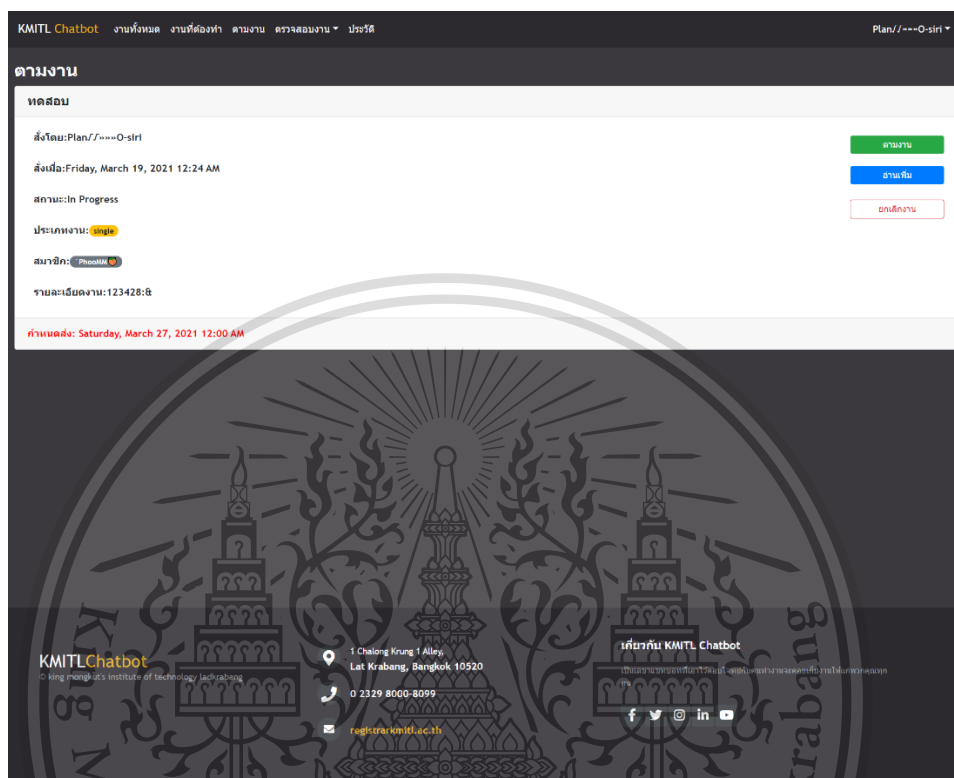 KMITL Chatbot งานทั้งหมด งานที่ต้องทำ ตามงาน ตรวจสอบงาน ประวัติ Plan//---O-siri
ตามงาน
ทดสอบ
สั่งโดย:Plan//»»»»O-siri
ตามงาน
สั่งเมื่อ:Friday, March 19, 2021 12:24 AM
อ่านเพิ่ม
สถานะ:In Progress
ยกเลิกงาน
ประเภทงาน: single
สมาชิก: PhooMM
รายละเอียดงาน:123428:&
กำหนดส่ง: Saturday, March 27, 2021 12:00 AM
KMITLChatbot
© king mongkut's institute of technology ladkrabang
1 Chalong Krung 1 Alley,
Lat Krabang, Bangkok 10520
0 2329 8000-8099
registrarkmitl.ac.th
เกี่ยวกับ KMITL Chatbot
King M
rabang